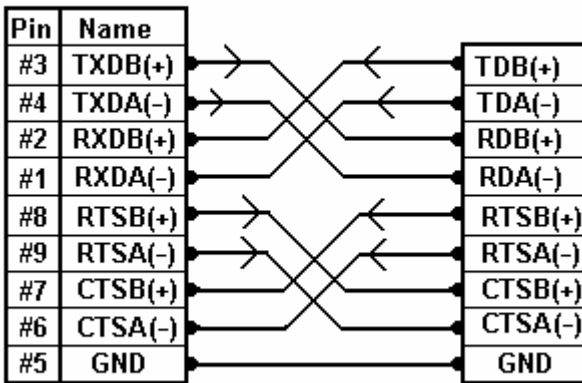 Pin Name
#3 TXDB(+) TDB(+)
#4 TXDA(-) TDA(-)
#2 RXDB(+) RDB(+)
#1 RXDA(-) RDA(-)
#8 RTSB(+) RTSB(+)
#9 RTSA(-) RTSA(-)
#7 CTSB(+) CTSB(+)
#6 CTSA(-) CTSA(-)
#5 GND GND